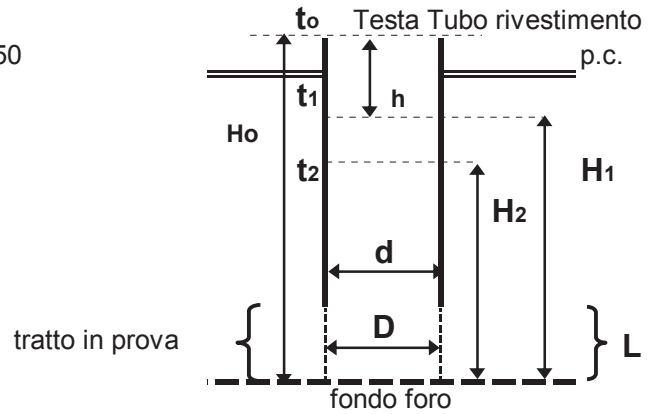 to Testa Tubo rivestimento
50
p.c.
t1
h
Ho
t2
H1
H2
d
D
tratto in prova
L
fondo foro